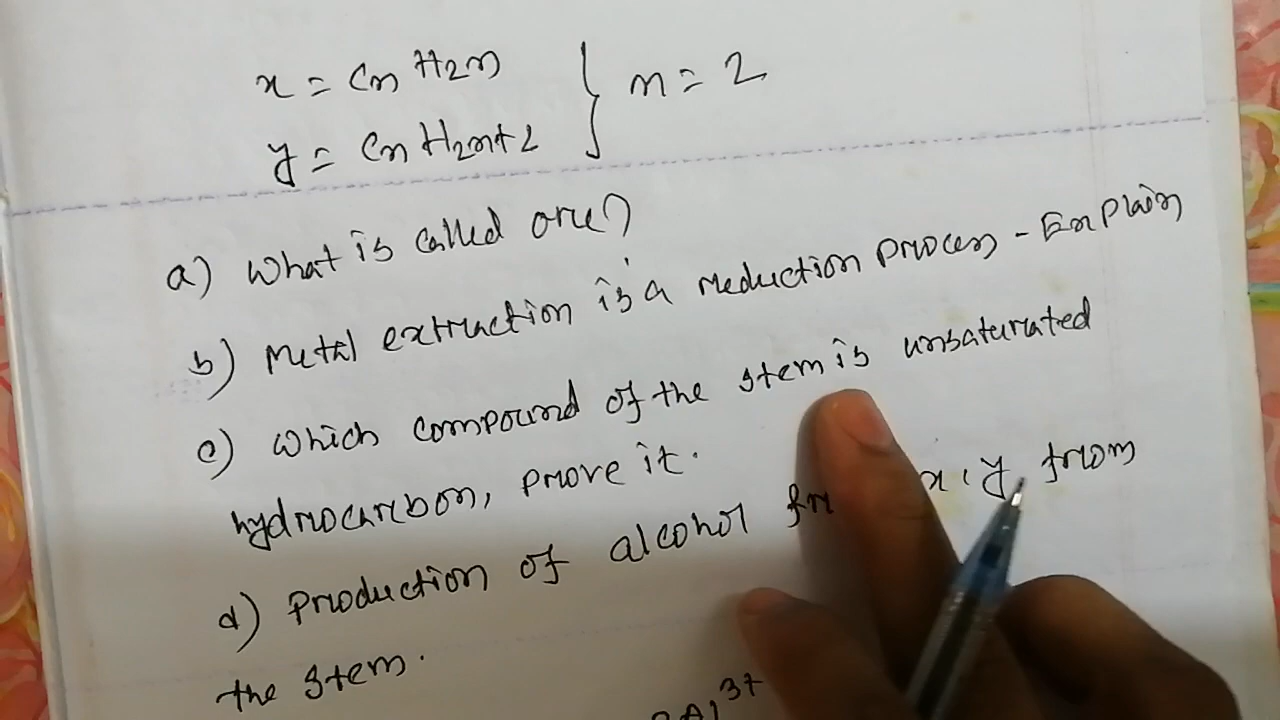 x = CnH2n } n = 2
y = CnH2n+2
a) What is called ore?
b) Metal extraction is a reduction process - Explain
c) Which compound of the stem is unsaturated
hydrocarbon, prove it.
d) Production of alcohol x, y from
the stem.
3+